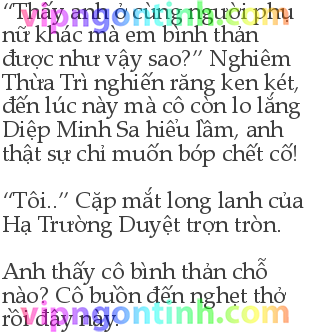 “Thấy anh ở cùng người phụ
nữ khác mà em bình thản
được như vậy sao?” Nghiêm
Thừa Trì nghiến răng ken két,
đến lúc này mà cô còn lo lắng
Diệp Minh Sa hiểu lầm, anh
thật sự chỉ muốn bóp chết cố!
“Tôi..” Cặp mắt long lanh của
Hạ Trường Duyệt trợn tròn.
Anh thấy cô bình thản chỗ
nào? Cô buồn đến nghẹt thở
rồi đây này.
vipngontinh.com
vipngontinh.com